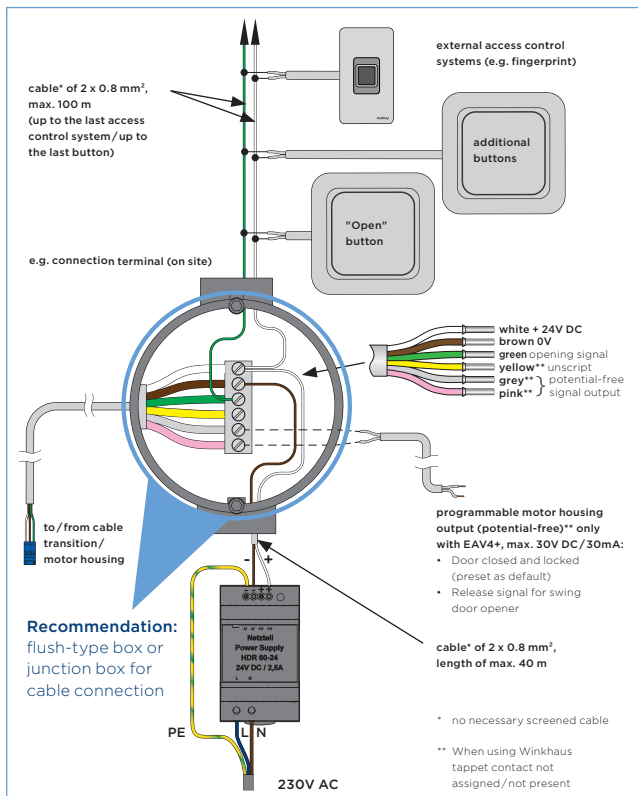 external access control
systems (e.g. fingerprint)
cable* of 2 x 0.8 mm²,
max. 100 m
(up to the last access
control system/up to
the last button)
additional
buttons
"Open"
button
e.g. connection terminal (on site)
white + 24V DC
brown 0V
green opening signal
yellow** unscript
grey** potential-free
pink** signal output
to/from cable
transition/
motor housing
programmable motor housing
output (potential-free)** only
with EAV4+, max. 30V DC/30mA:
• Door closed and locked
(preset as default)
• Release signal for swing
door opener
- +
-V -V +V +V
Netzteil
Power Supply
HDR 60-24
24V DC / 2,5A
L N
Recommendation:
flush-type box or
junction box for
cable connection
cable* of 2 x 0.8 mm²,
length of max. 40 m
PE L N
230V AC
* no necessary screened cable
** When using Winkhaus
tappet contact not
assigned/not present